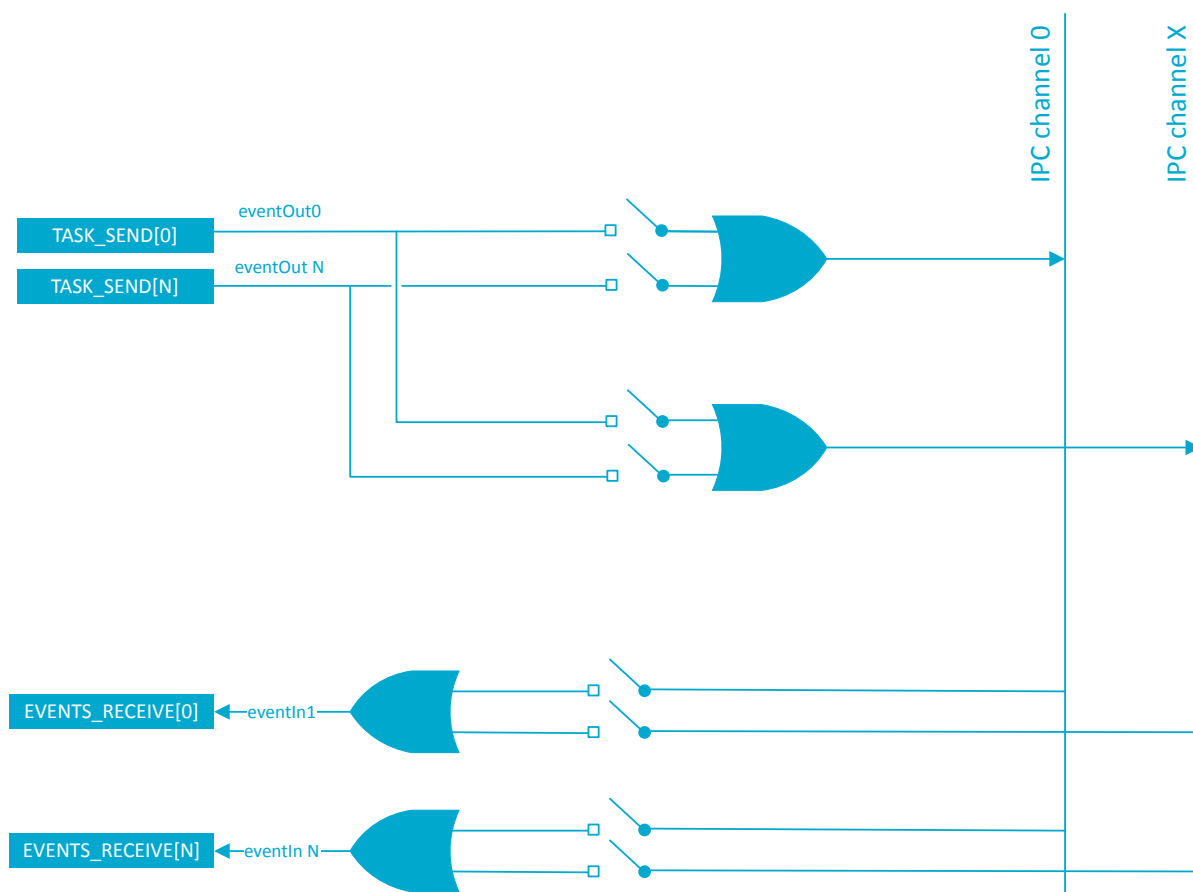 IPC channel 0
IPC channel X
eventOut0
TASK_SEND[0]
eventOut N
TASK_SEND[N]
EVENTS_RECEIVE[0]
eventIn1
EVENTS_RECEIVE[N]
eventIn N